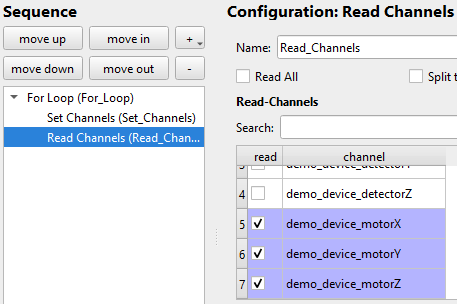 Sequence
move up
move in
+
move down
move out
-
For Loop (For_Loop)
Set Channels (Set_Channels)
Read Channels (Read_Chan...
Configuration: Read Channels
Name: Read_Channels
Read All
Split t
Read-Channels
Search:
read channel
4 demo_device_detectorZ
5 demo_device_motorX
6 demo_device_motorY
7 demo_device_motorZ